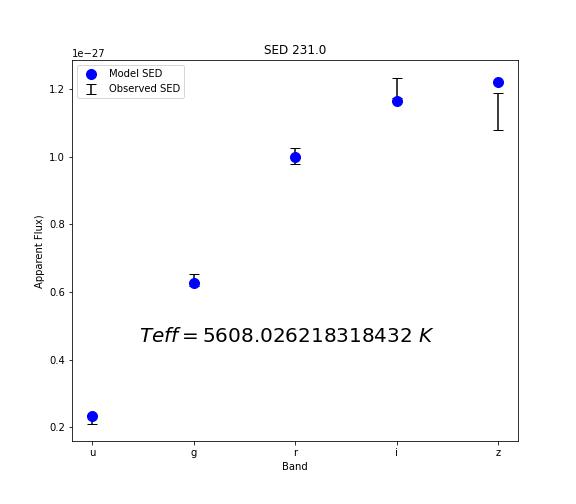 SED 231.0
1e−27
Model SED
Observed SED
1.2
1.0
0.8
0.6
0.4
0.2
Apparent Flux)
Teff = 5608.026218318432 K
u g r i z
Band